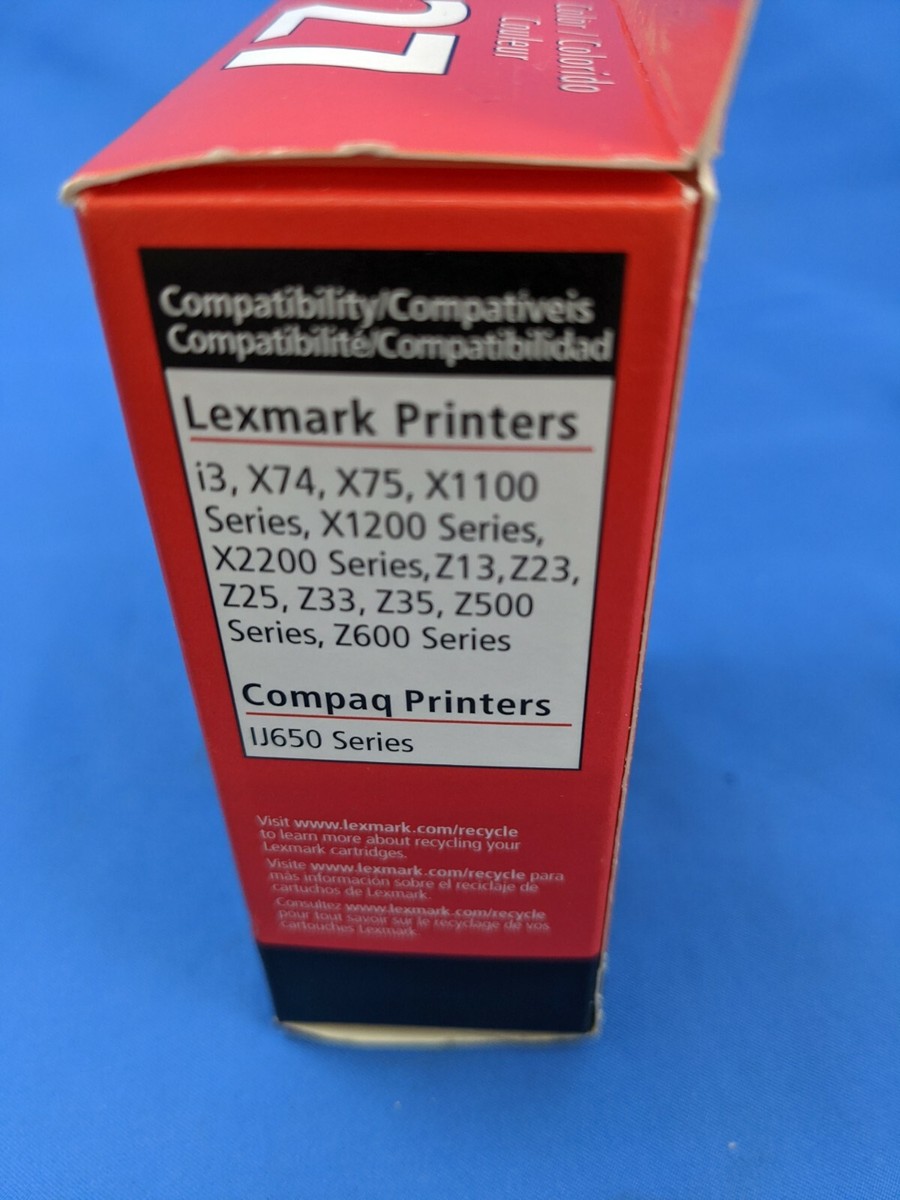 27
Color / Colorido
Couleur
Compatibility/Compatíveis
Compatibilité/Compatibilidad
Lexmark Printers
i3, X74, X75, X1100
Series, X1200 Series,
X2200 Series, Z13, Z23,
Z25, Z33, Z35, Z500
Series, Z600 Series
Compaq Printers
IJ650 Series
Visit www.lexmark.com/recycle
to learn more about recycling your
Lexmark cartridges.
Visite www.lexmark.com/recycle para
más información sobre el reciclaje de
cartuchos de Lexmark.
Consultez www.lexmark.com/recycle
pour tout savoir sur le recyclage de vos
cartouches Lexmark.